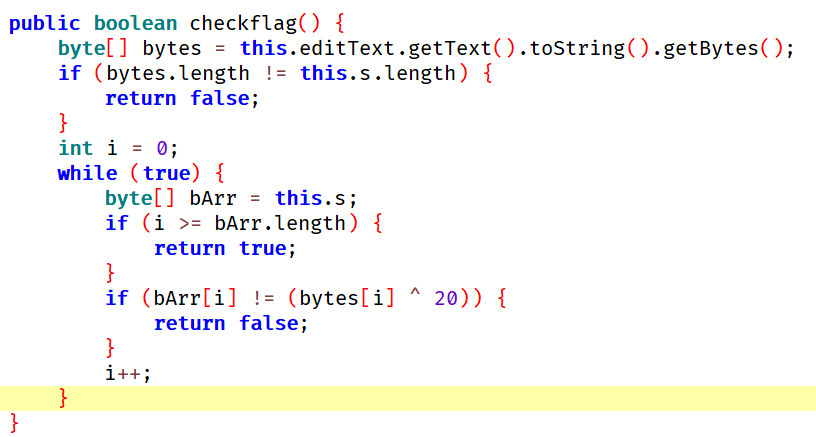 public boolean checkflag() {
    byte[] bytes = this.editText.getText().toString().getBytes();
    if (bytes.length != this.s.length) {
        return false;
    }
    int i = 0;
    while (true) {
        byte[] bArr = this.s;
        if (i >= bArr.length) {
            return true;
        }
        if (bArr[i] != (bytes[i] ^ 20)) {
            return false;
        }
        i++;
    }
}